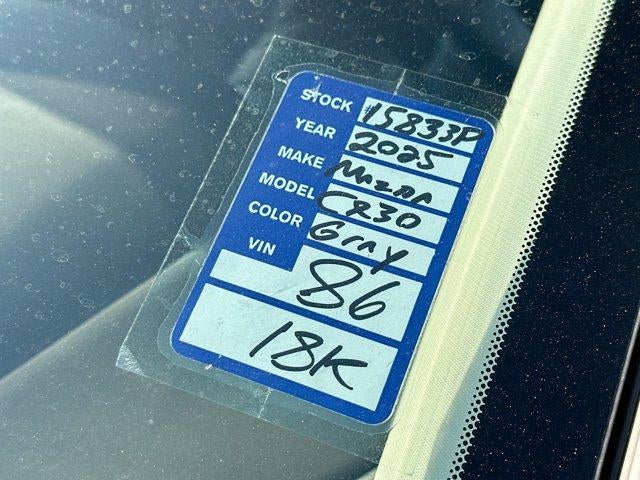 STOCK 15833P
YEAR 2025
MAKE Mazda
MODEL CX30
COLOR Gray
VIN 86
18K